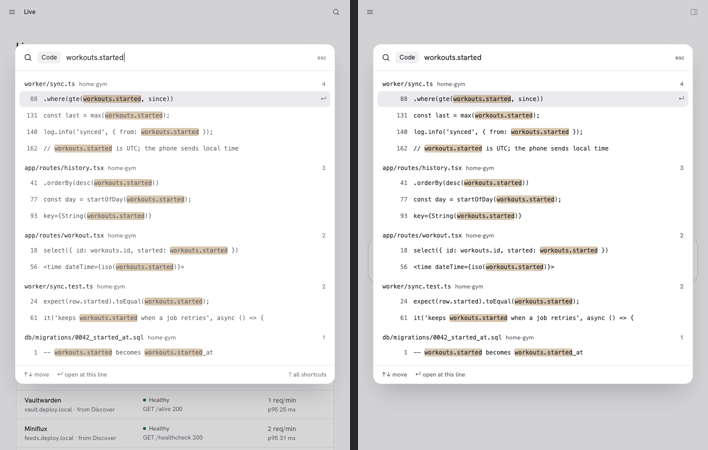 Live
Code workouts.started esc
worker/sync.ts home-gym 4
88 .where(gte(workouts.started, since))
131 const last = max(workouts.started);
140 log.info('synced', { from: workouts.started });
162 // workouts.started is UTC; the phone sends local time
app/routes/history.tsx home-gym 3
41 .orderBy(desc(workouts.started))
77 const day = startOfDay(workouts.started);
93 key={String(workouts.started)}
app/routes/workout.tsx home-gym 2
18 select({ id: workouts.id, started: workouts.started })
56 <time dateTime={iso(workouts.started)}>
worker/sync.test.ts home-gym 2
24 expect(row.started).toEqual(workouts.started);
61 it('keeps workouts.started when a job retries', async () => {
db/migrations/0042_started_at.sql home-gym 1
1 —— workouts.started becomes workouts.started_at
↑↓ move ↵ open at this line ? all shortcuts
Vaultwarden Healthy 1 req/min
vault.deploy.local · from Discover GET /alive 200 p95 25 ms
Miniflux Healthy 2 req/min
feeds.deploy.local · from Discover GET /healthcheck 200 p95 31 ms
Code workouts.started esc
worker/sync.ts home-gym 4
88 .where(gte(workouts.started, since))
131 const last = max(workouts.started);
140 log.info('synced', { from: workouts.started });
162 // workouts.started is UTC; the phone sends local time
app/routes/history.tsx home-gym 3
41 .orderBy(desc(workouts.started))
77 const day = startOfDay(workouts.started);
93 key={String(workouts.started)}
app/routes/workout.tsx home-gym 2
18 select({ id: workouts.id, started: workouts.started })
56 <time dateTime={iso(workouts.started)}>
worker/sync.test.ts home-gym 2
24 expect(row.started).toEqual(workouts.started);
61 it('keeps workouts.started when a job retries', async () => {
db/migrations/0042_started_at.sql home-gym 1
1 —— workouts.started becomes workouts.started_at
↑↓ move ↵ open at this line